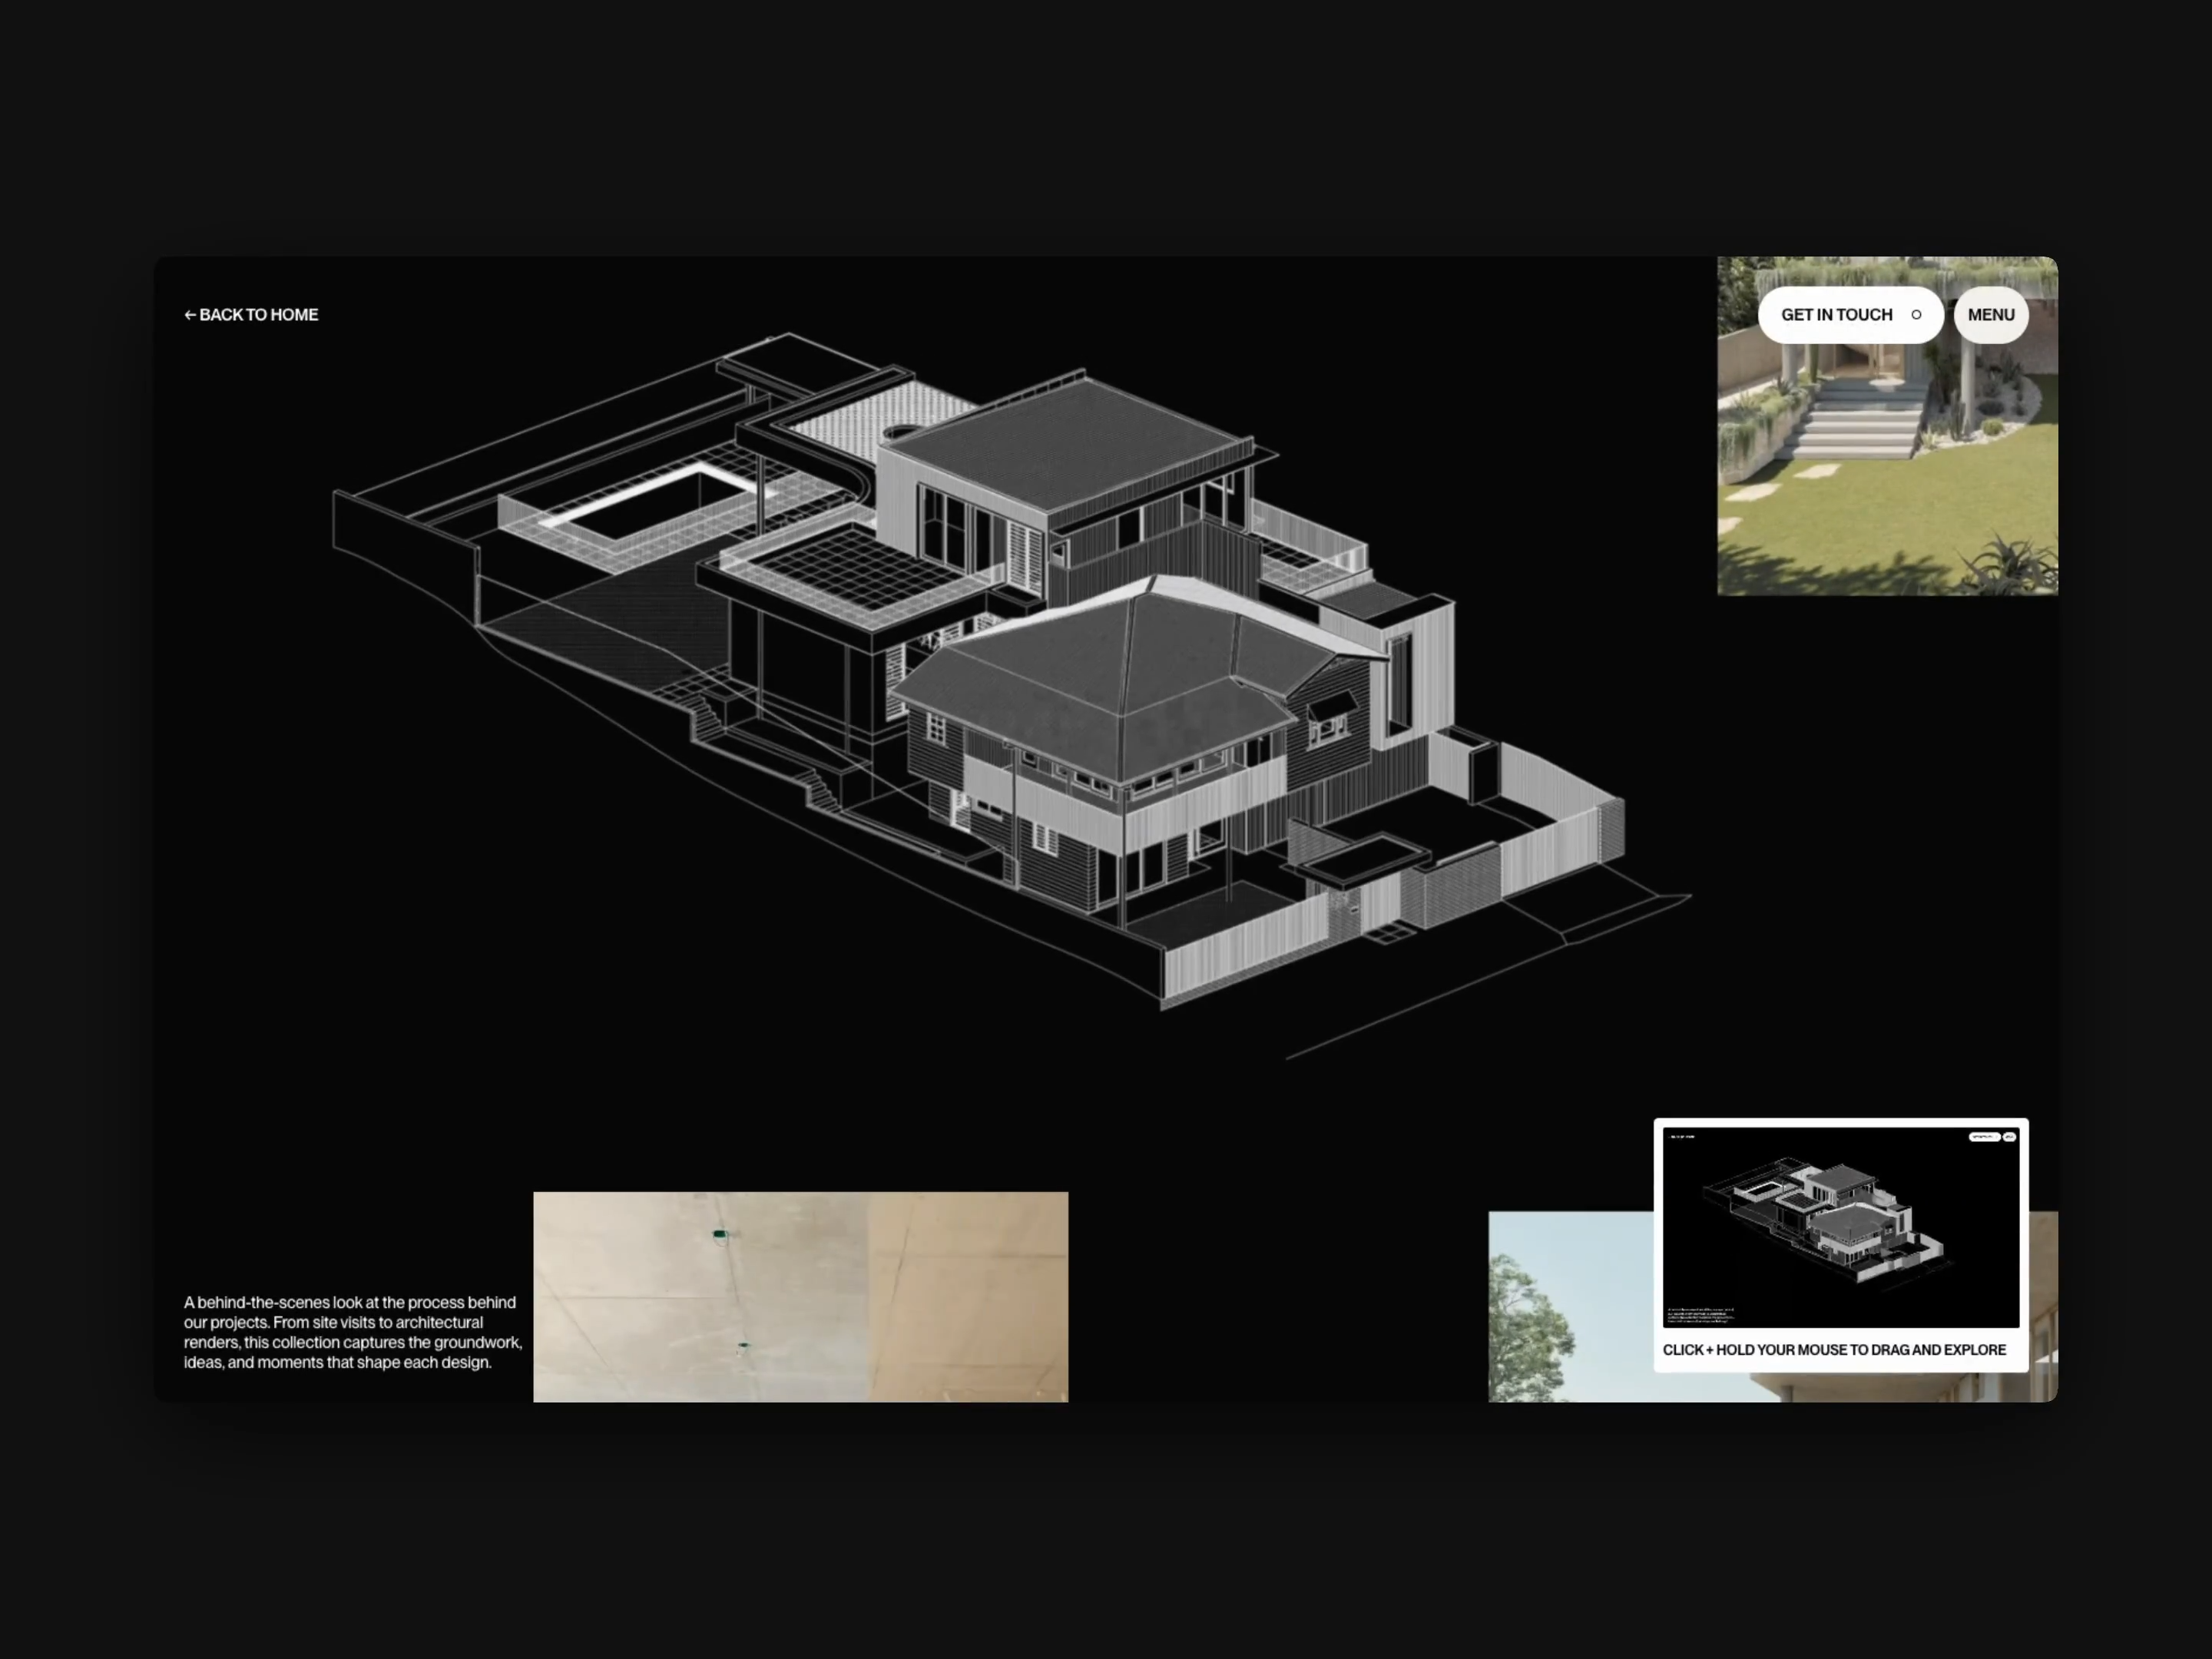 ← BACK TO HOME
GET IN TOUCH
MENU
A behind-the-scenes look at the process behind
our projects. From site visits to architectural
renders, this collection captures the groundwork,
ideas, and moments that shape each design.
CLICK + HOLD YOUR MOUSE TO DRAG AND EXPLORE